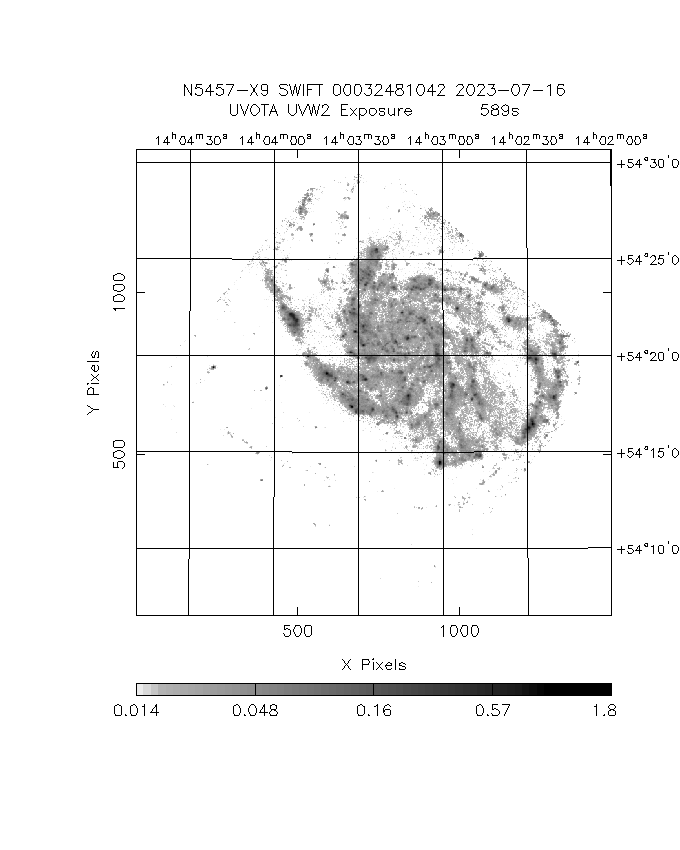 N5457-X9 SWIFT 00032481042 2023-07-16
UVOTA UVW2 Exposure 589s
14ʰ04ᵐ30ˢ 14ʰ04ᵐ00ˢ 14ʰ03ᵐ30ˢ 14ʰ03ᵐ00ˢ 14ʰ02ᵐ30ˢ 14ʰ02ᵐ00ˢ
+54°30'0
+54°25'0
1000
+54°20'0
Y Pixels
500
+54°15'0
+54°10'0
500 1000
X Pixels
0.014 0.048 0.16 0.57 1.8